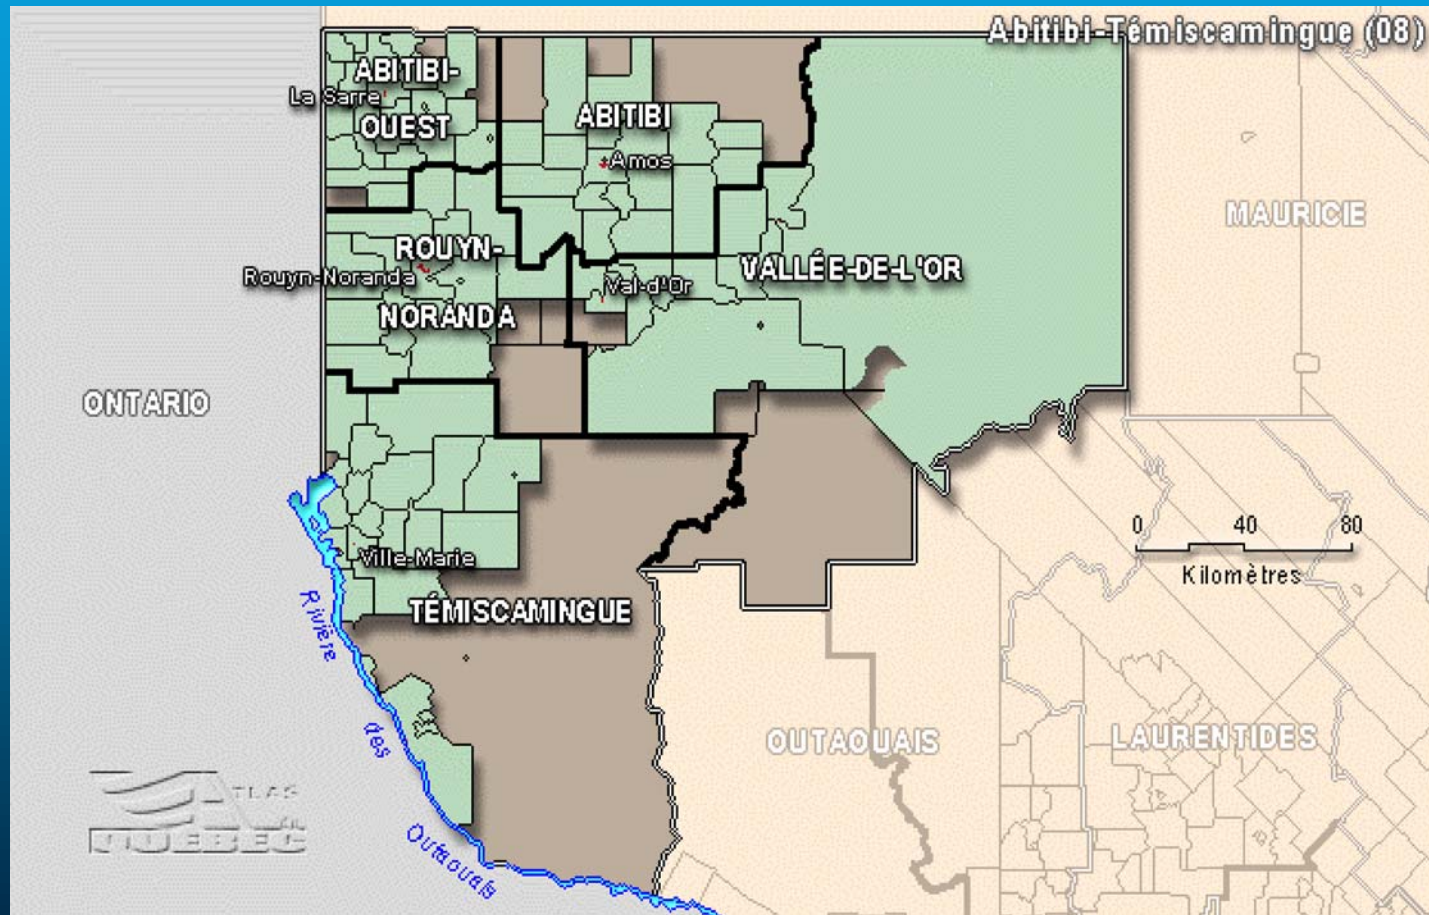 Abitibi-Témiscamingue (08)
ABITIBI-
La Sarre
OUEST
ABITIBI
Amos
MAURICIE
ROUYN-
Rouyn-Noranda
NORANDA
Val-d'Or
VALLÉE-DE-L'OR
ONTARIO
0 40 80
Kilomètres
Ville-Marie
TÉMISCAMINGUE
Rivière
des
Outaouais
OUTAOUAIS
LAURENTIDES
ATLAS
QUEBEC